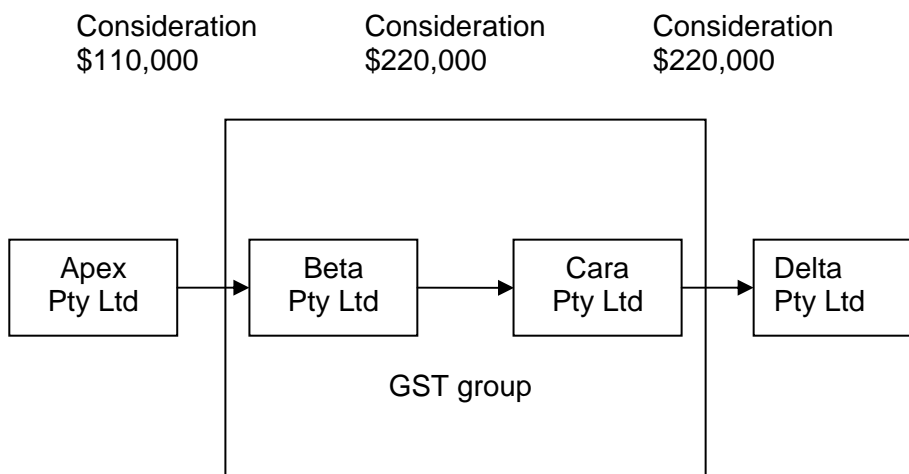 Consideration
$110,000
Consideration
$220,000
Consideration
$220,000
Apex
Pty Ltd
Beta
Pty Ltd
Cara
Pty Ltd
Delta
Pty Ltd
GST group